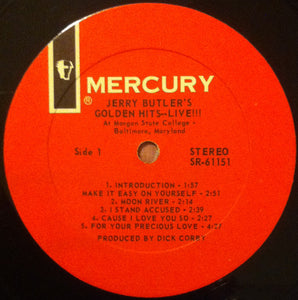 MERCURY
®
JERRY BUTLER'S
GOLDEN HITS—LIVE!!!
At Morgan State College -
Baltimore, Maryland
Side 1
STEREO
SR-61151
1. INTRODUCTION - 1:57
MAKE IT EASY ON YOURSELF - 2:51
2. MOON RIVER - 2:14
3. I STAND ACCUSED - 2:39
4. CAUSE I LOVE YOU SO - 2:27
5. FOR YOUR PRECIOUS LOVE - 4:27
PRODUCED BY DICK CORBY